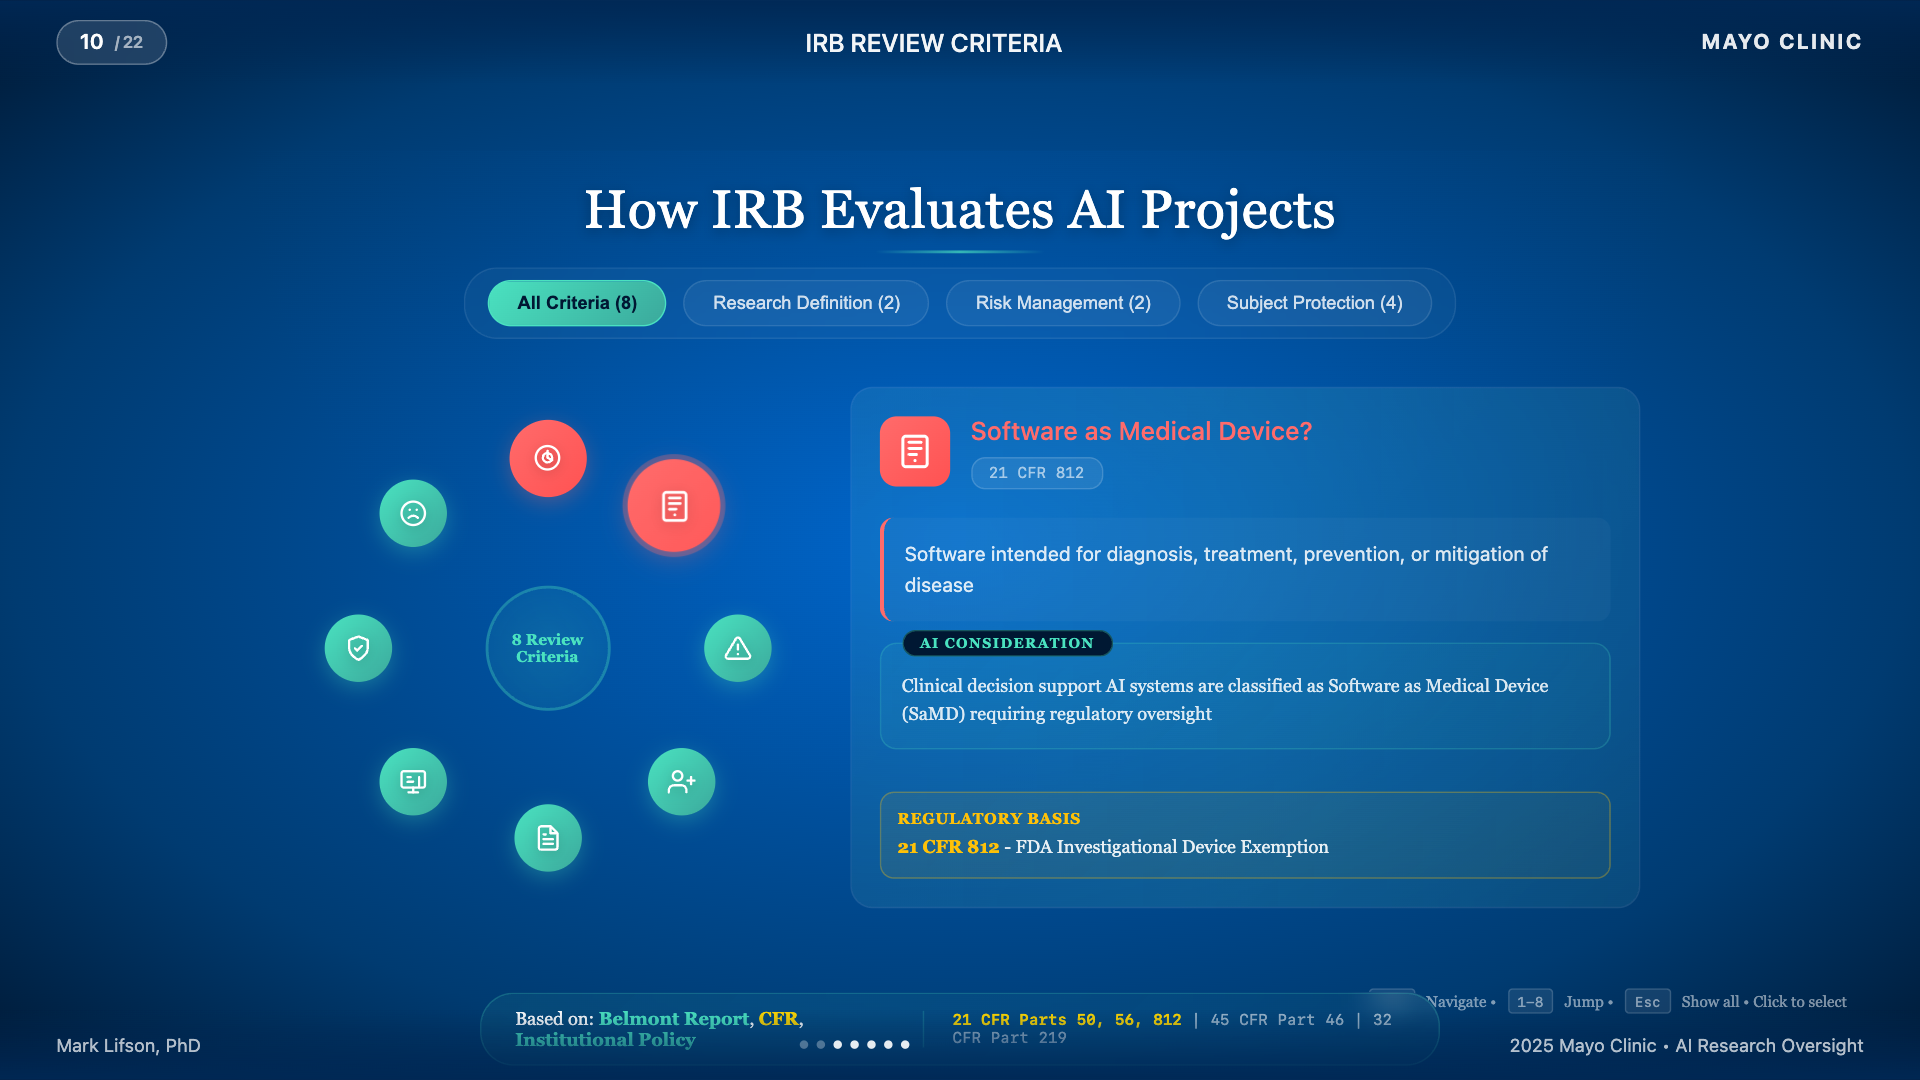 10 /22
IRB REVIEW CRITERIA
MAYO CLINIC
How IRB Evaluates AI Projects
All Criteria (8)
Research Definition (2)
Risk Management (2)
Subject Protection (4)
8 Review
Criteria
Software as Medical Device?
21 CFR 812
Software intended for diagnosis, treatment, prevention, or mitigation of
disease
AI CONSIDERATION
Clinical decision support AI systems are classified as Software as Medical Device
(SaMD) requiring regulatory oversight
REGULATORY BASIS
21 CFR 812 - FDA Investigational Device Exemption
Based on: Belmont Report, CFR,
Institutional Policy
21 CFR Parts 50, 56, 812 | 45 CFR Part 46 | 32
CFR Part 219
Navigate • 1–8 Jump • Esc Show all • Click to select
Mark Lifson, PhD
2025 Mayo Clinic • AI Research Oversight